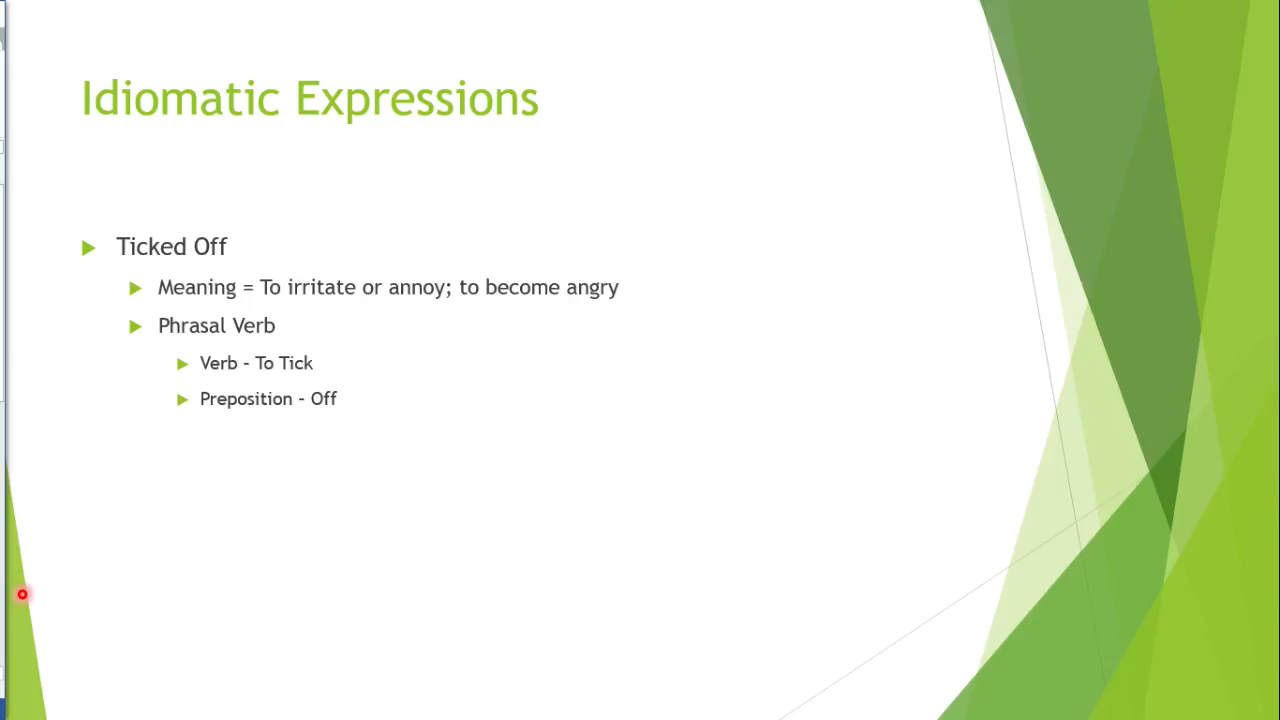 Idiomatic Expressions
Ticked Off
Meaning = To irritate or annoy; to become angry
Phrasal Verb
Verb – To Tick
Preposition – Off